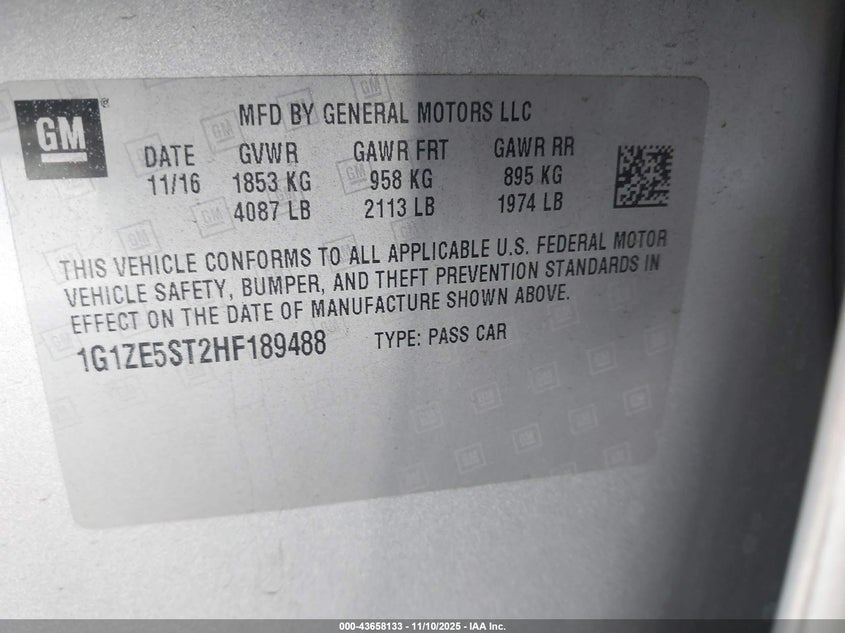 GM
MFD BY GENERAL MOTORS LLC
DATE GVWR GAWR FRT GAWR RR
11/16 1853 KG 958 KG 895 KG
4087 LB 2113 LB 1974 LB
THIS VEHICLE CONFORMS TO ALL APPLICABLE U.S. FEDERAL MOTOR
VEHICLE SAFETY, BUMPER, AND THEFT PREVENTION STANDARDS IN
EFFECT ON THE DATE OF MANUFACTURE SHOWN ABOVE.
1G1ZE5ST2HF189488 TYPE: PASS CAR
000-43658133 - 11/10/2025 - IAA Inc.